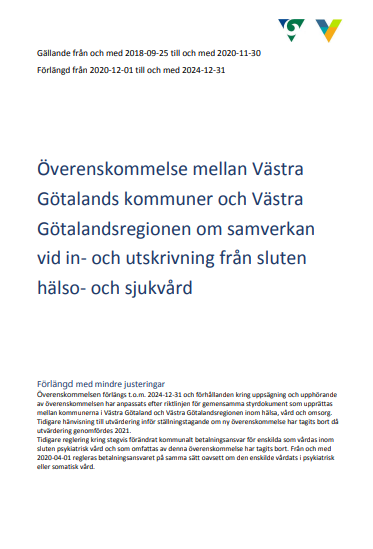 Gällande från och med 2018-09-25 till och med 2020-11-30
Förlängd från 2020-12-01 till och med 2024-12-31
Överenskommelse mellan Västra
Götalands kommuner och Västra
Götalandsregionen om samverkan
vid in- och utskrivning från sluten
hälso- och sjukvård
Förlängd med mindre justeringar
Överenskommelsen förlängs t.o.m. 2024-12-31 och förhållanden kring uppsägning och upphörande
av överenskommelsen har anpassats efter riktlinjen för gemensamma styrdokument som upprättas
mellan kommunerna i Västra Götaland och Västra Götalandsregionen inom hälsa, vård och omsorg.
Tidigare hänvisning till utvärdering inför ställningstagande om ny överenskommelse har tagits bort då
utvärdering genomfördes 2021.
Tidigare reglering kring stegvis förändrat kommunalt betalningsansvar för enskilda som vårdas inom
sluten psykiatrisk vård och som omfattas av denna överenskommelse har tagits bort. Från och med
2020-04-01 regleras betalningsansvaret på samma sätt oavsett om den enskilde vårdats i psykiatrisk
eller somatisk vård.